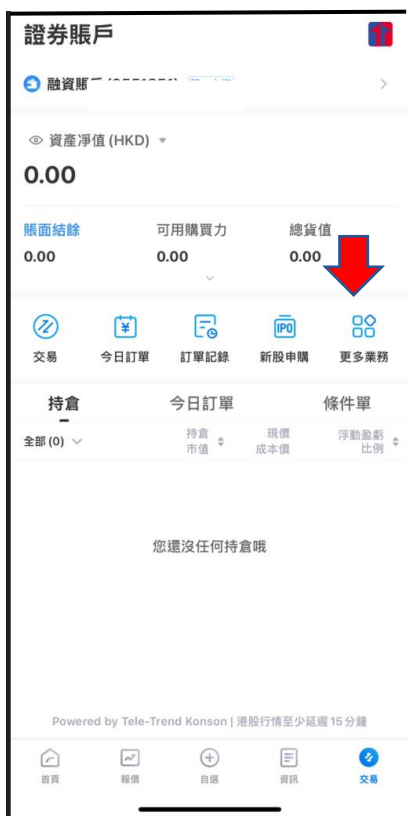 證券賬戶
融資賬
資產淨值 (HKD)
0.00
賬面結餘 可用購買力 總貨值
0.00 0.00 0.00
IPO
交易 今日訂單 訂單記錄 新股申購 更多業務
持倉 今日訂單 條件單
全部 (0) 持倉 現價 浮動盈虧
市值 成本價 比例
您還沒任何持倉哦
Powered by Tele-Trend Konson | 港股行情至少延遲 15 分鐘
首頁 報價 自選 資訊 交易